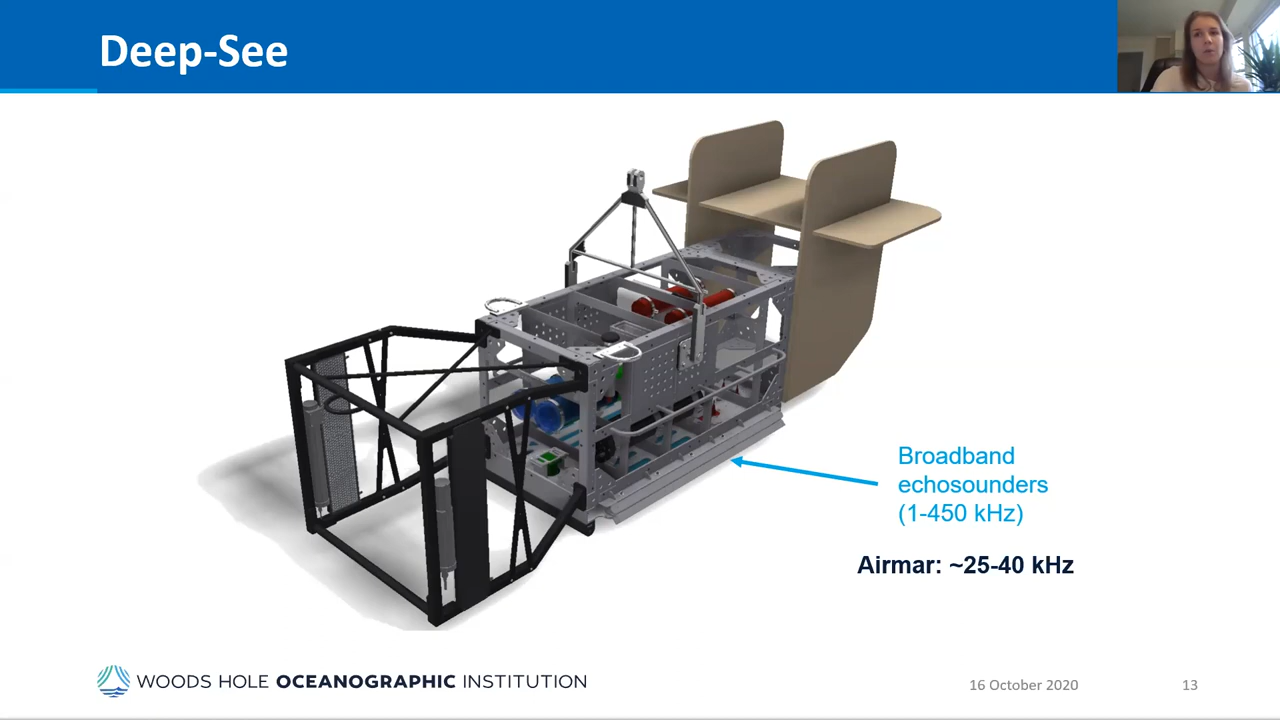 Deep-See
Broadband
echosounders
(1-450 kHz)
Airmar: ~25-40 kHz
WOODS HOLE OCEANOGRAPHIC INSTITUTION
16 October 2020
13